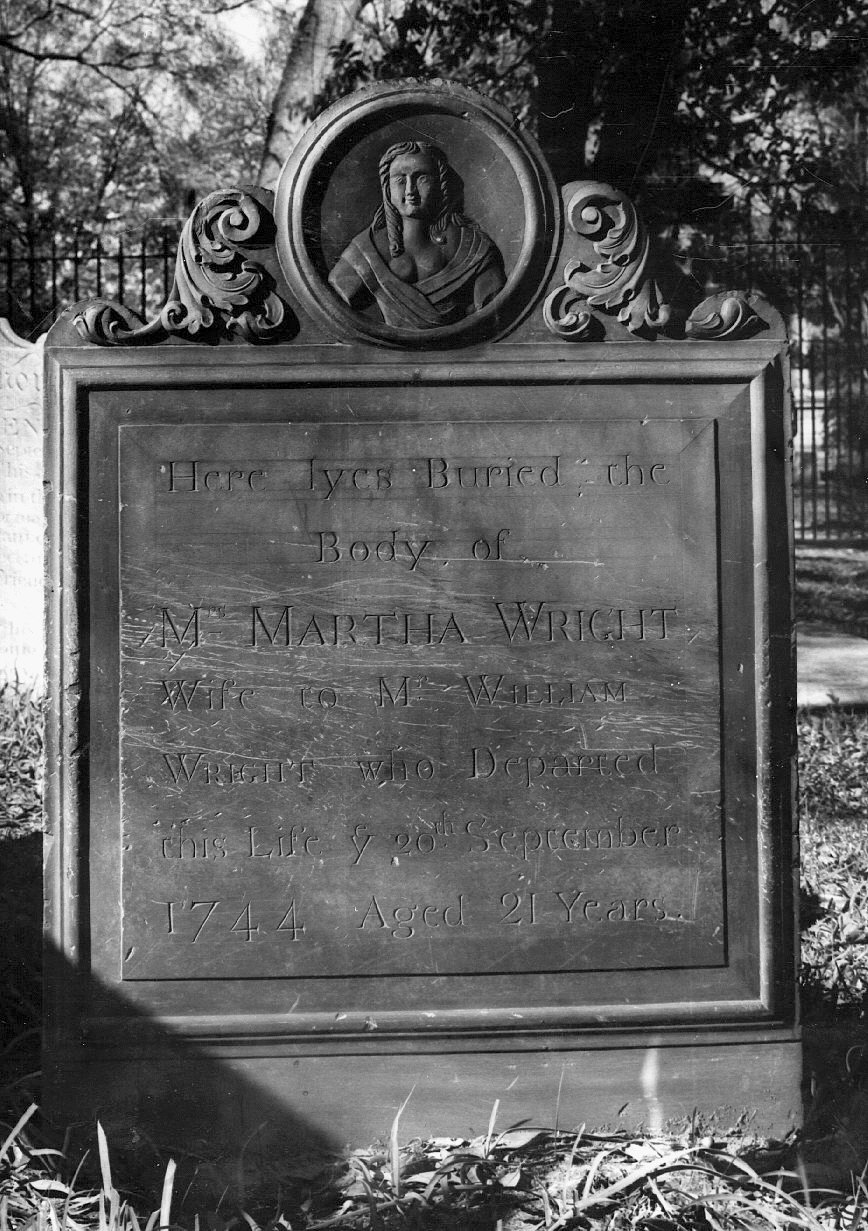 Here lyes Buried the
Body of
Mrs MARTHA WRIGHT
Wife to Mr WILLIAM
WRIGHT who Departed
this Life ye 20th September
1744 Aged 21 Years.